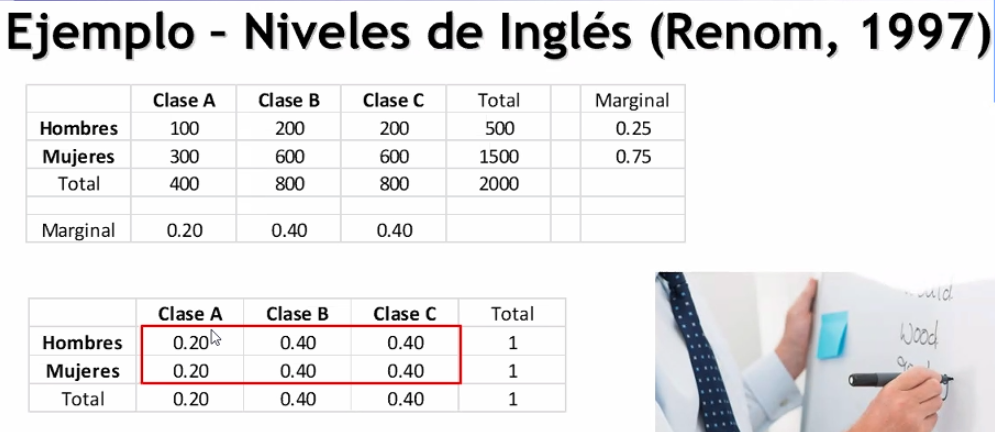 Ejemplo - Niveles de Inglés (Renom, 1997)
Clase A Clase B Clase C Total Marginal
Hombres 100 200 200 500 0.25
Mujeres 300 600 600 1500 0.75
Total 400 800 800 2000
Marginal 0.20 0.40 0.40
Clase A Clase B Clase C Total
Hombres 0.20 0.40 0.40 1
Mujeres 0.20 0.40 0.40 1
Total 0.20 0.40 0.40 1
Wood